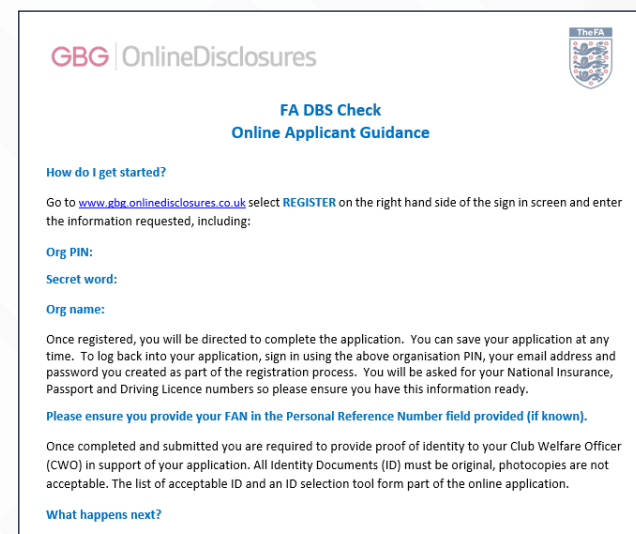 GBG OnlineDisclosures
TheFA
FA DBS Check
Online Applicant Guidance
How do I get started?
Go to www.gbg.onlinedisclosures.co.uk select REGISTER on the right hand side of the sign in screen and enter
the information requested, including:
Org PIN:
Secret word:
Org name:
Once registered, you will be directed to complete the application. You can save your application at any
time. To log back into your application, sign in using the above organisation PIN, your email address and
password you created as part of the registration process. You will be asked for your National Insurance,
Passport and Driving Licence numbers so please ensure you have this information ready.
Please ensure you provide your FAN in the Personal Reference Number field provided (if known).
Once completed and submitted you are required to provide proof of identity to your Club Welfare Officer
(CWO) in support of your application. All Identity Documents (ID) must be original, photocopies are not
acceptable. The list of acceptable ID and an ID selection tool form part of the online application.
What happens next?